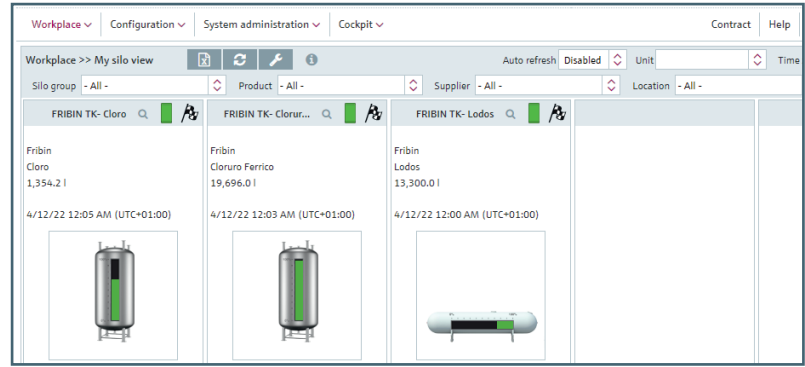 Workplace Configuration System administration Cockpit Contract Help
Workplace >> My silo view Auto refresh Disabled Unit Time
Silo group - All - Product - All - Supplier - All - Location - All -
FRIBIN TK- Cloro FRIBIN TK- Clorur... FRIBIN TK- Lodos
Fribin Fribin Fribin
Cloro Cloruro Ferrico Lodos
1,354.2 l 19,696.0 l 13,300.0 l
4/12/22 12:05 AM (UTC+01:00) 4/12/22 12:03 AM (UTC+01:00) 4/12/22 12:00 AM (UTC+01:00)